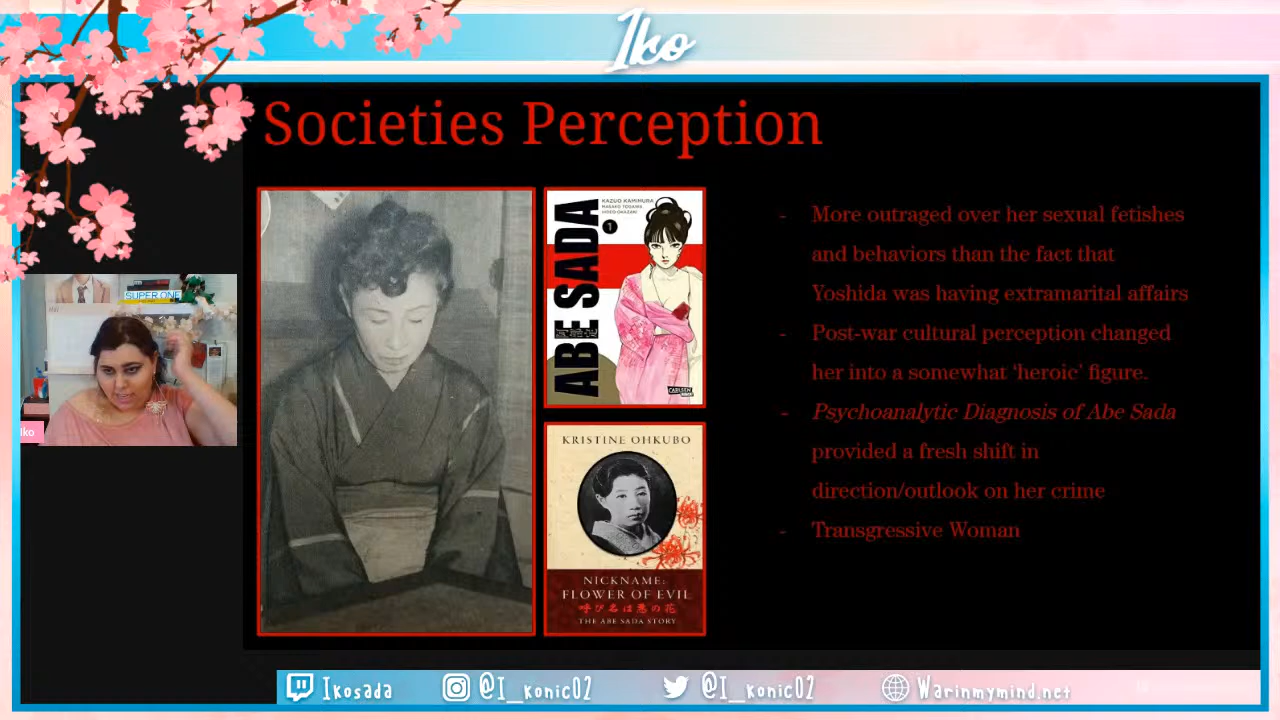 Iko
Societies Perception
KAZUO KAMIMURA
MASAKO TOGAWA
HIDEO OKAZAKI
1
ABE SADA
CARLSEN
KRISTINE OHKUBO
NICKNAME:
FLOWER OF EVIL
呼び名は悪の花
THE ABE SADA STORY
- More outraged over her sexual fetishes
and behaviors than the fact that
Yoshida was having extramarital affairs
- Post-war cultural perception changed
her into a somewhat ‘heroic’ figure.
- Psychoanalytic Diagnosis of Abe Sada
provided a fresh shift in
direction/outlook on her crime
- Transgressive Woman
SUPER ONE
Iko
Ikosada
@I_konic02
@I_konic02
Warinmymind.net